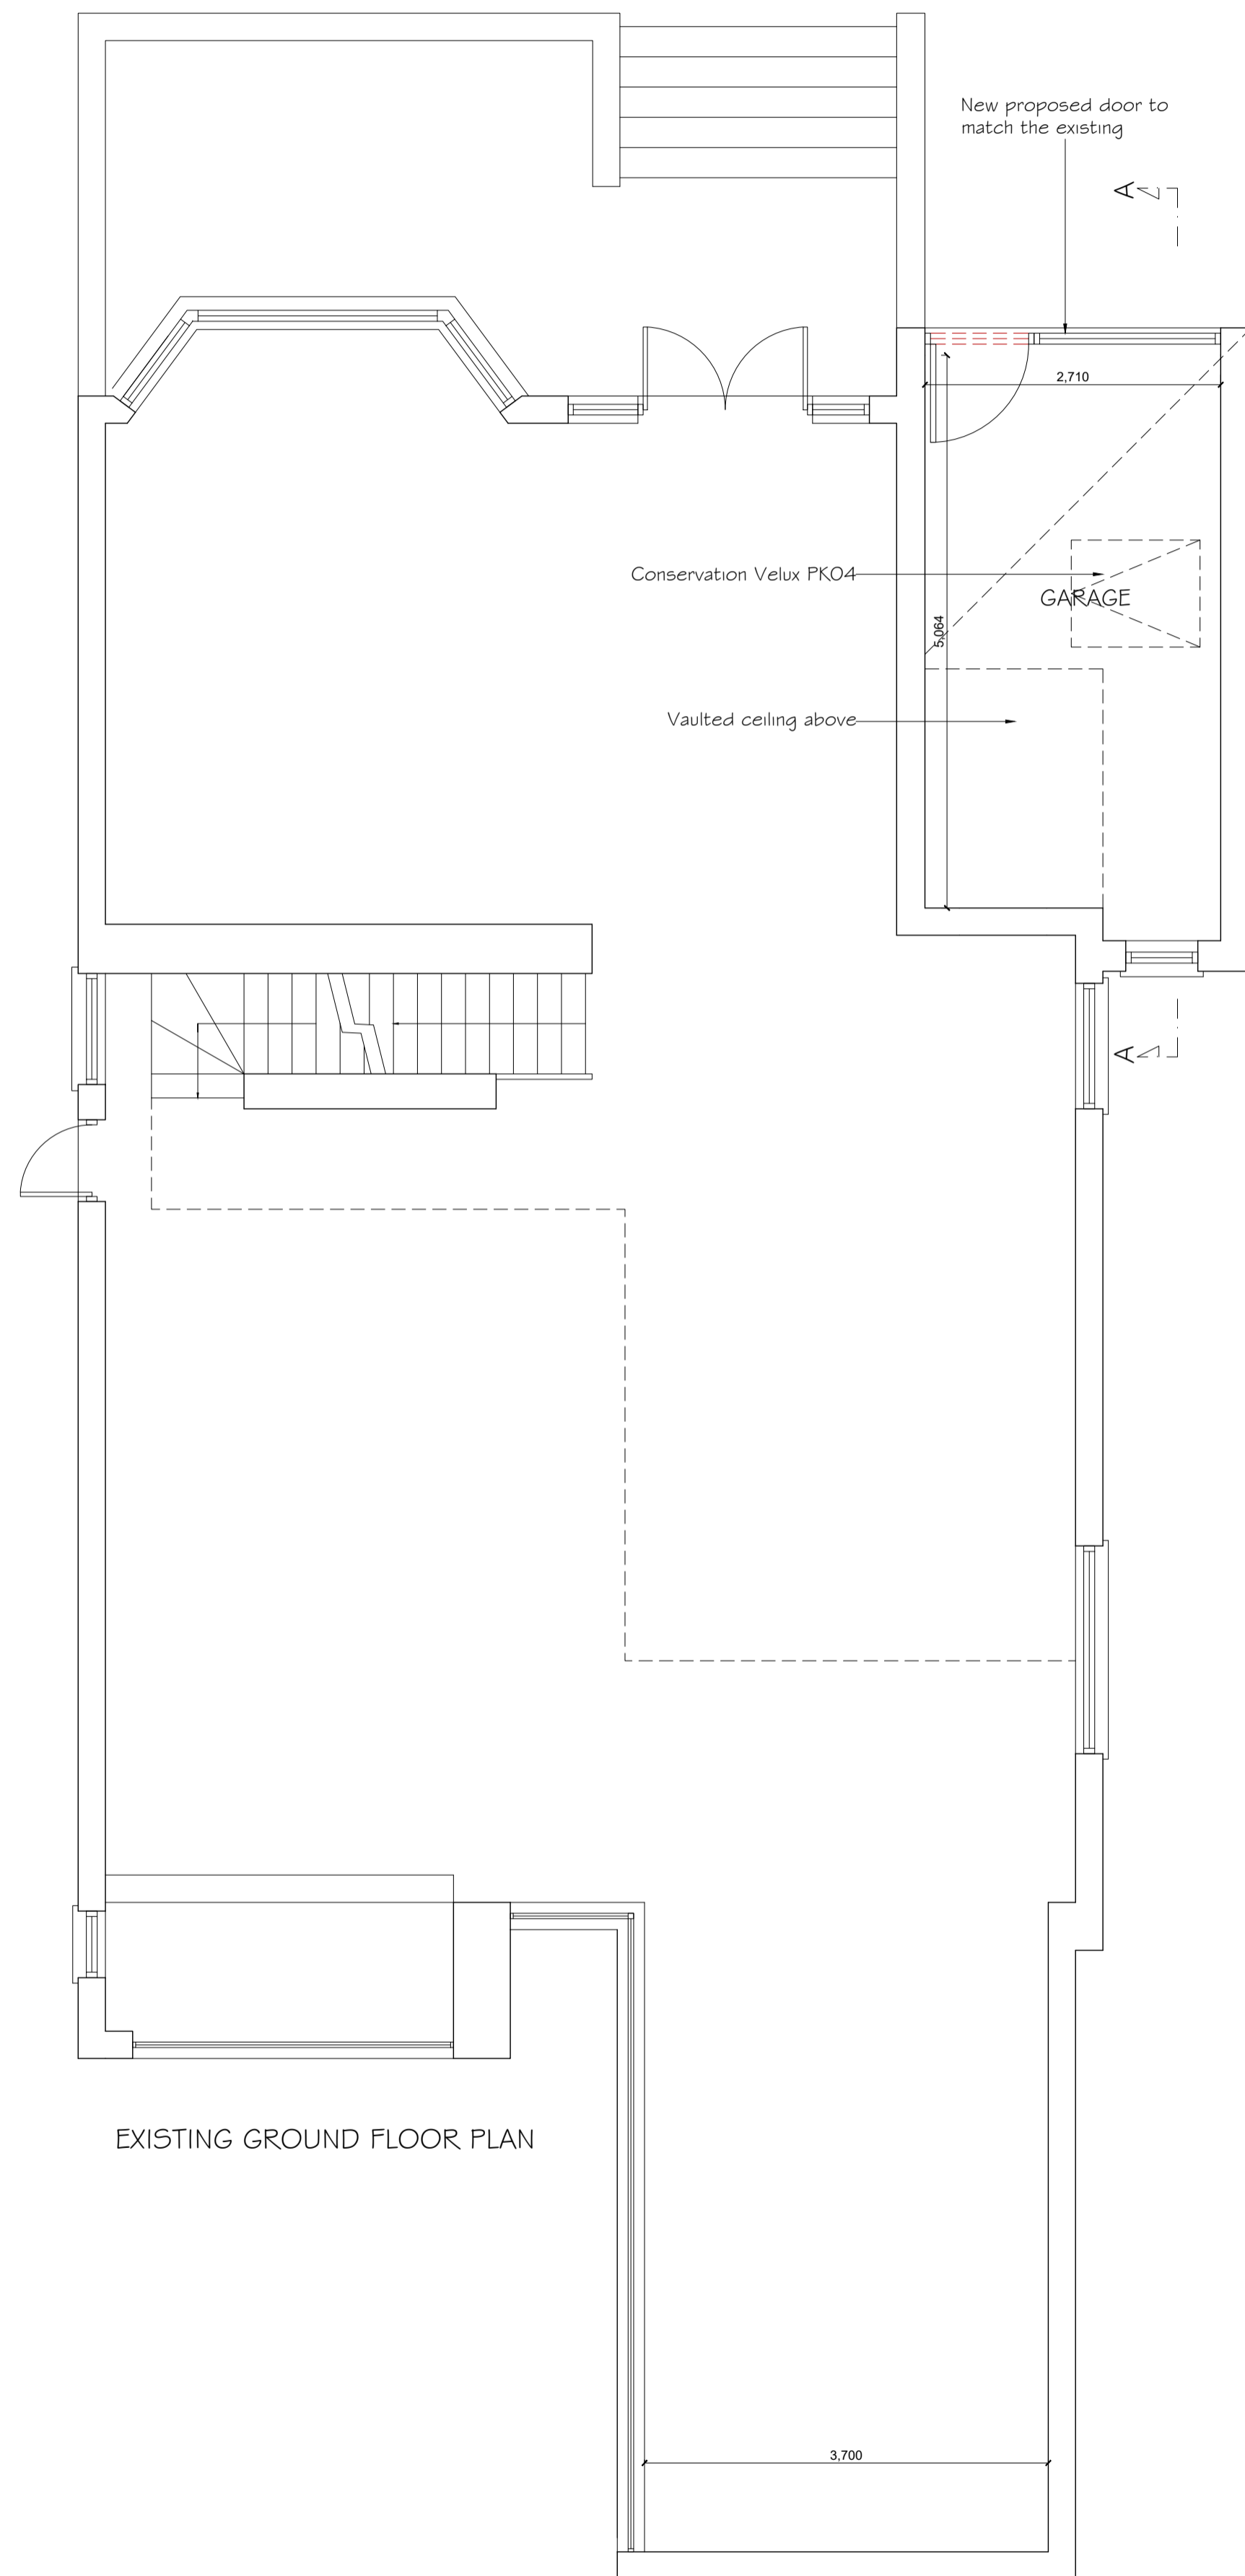 New proposed door to
match the existing
A
2,710
Conservation Velux PK04
GARAGE
5,064
Vaulted ceiling above
A
EXISTING GROUND FLOOR PLAN
3,700